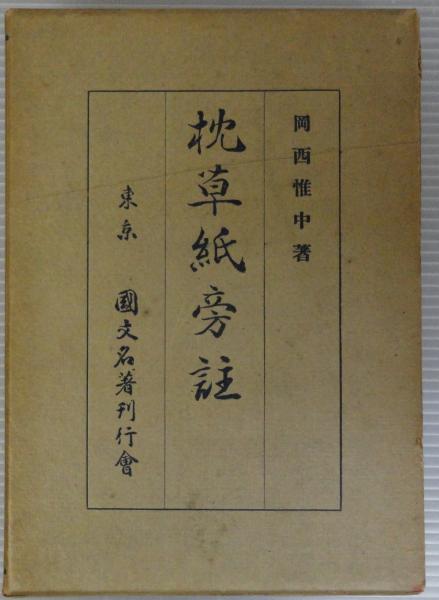 岡西惟中著
枕草紙旁註
東京 國文名著刊行會